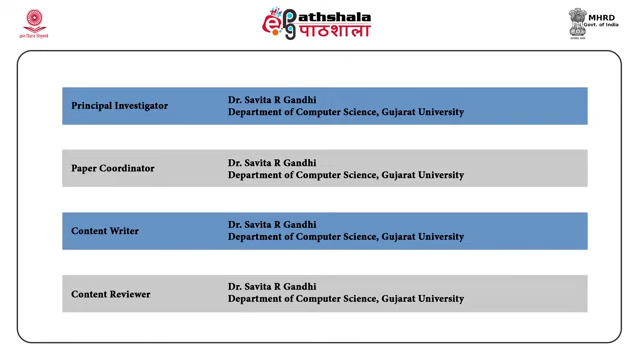 ePG Pathshala
पाठशाला
MHRD
Govt. of India
Principal Investigator
Dr. Savita R Gandhi
Department of Computer Science, Gujarat University
Paper Coordinator
Dr. Savita R Gandhi
Department of Computer Science, Gujarat University
Content Writer
Dr. Savita R Gandhi
Department of Computer Science, Gujarat University
Content Reviewer
Dr. Savita R Gandhi
Department of Computer Science, Gujarat University